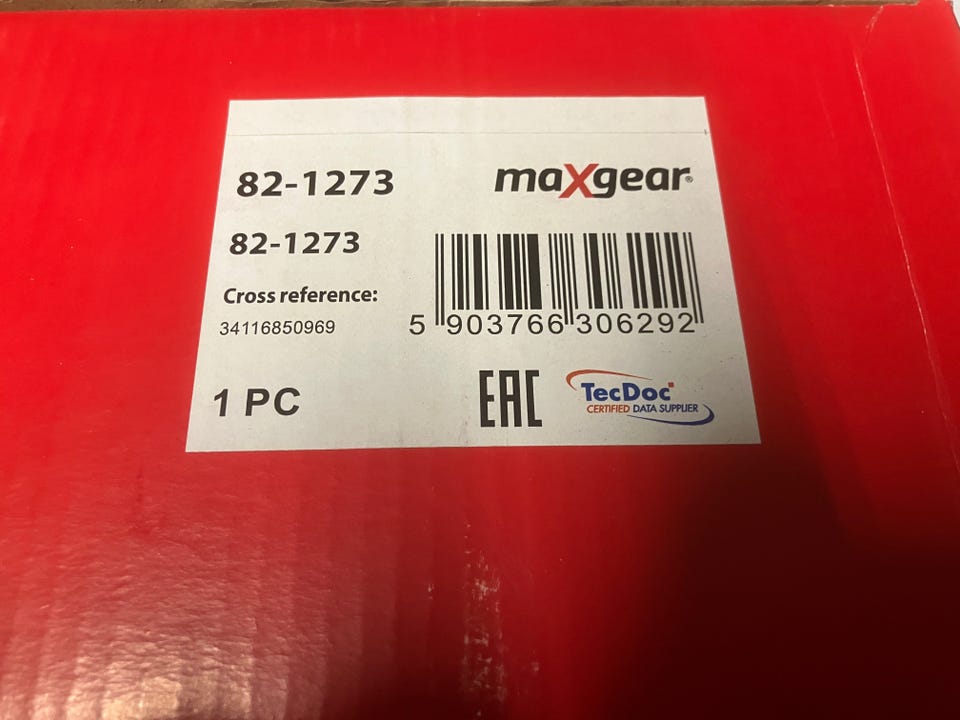 82-1273
maXgear®
82-1273
Cross reference:
34116850969
5 903766 306292
1 PC
EAC
TecDoc
CERTIFIED DATA SUPPLIER